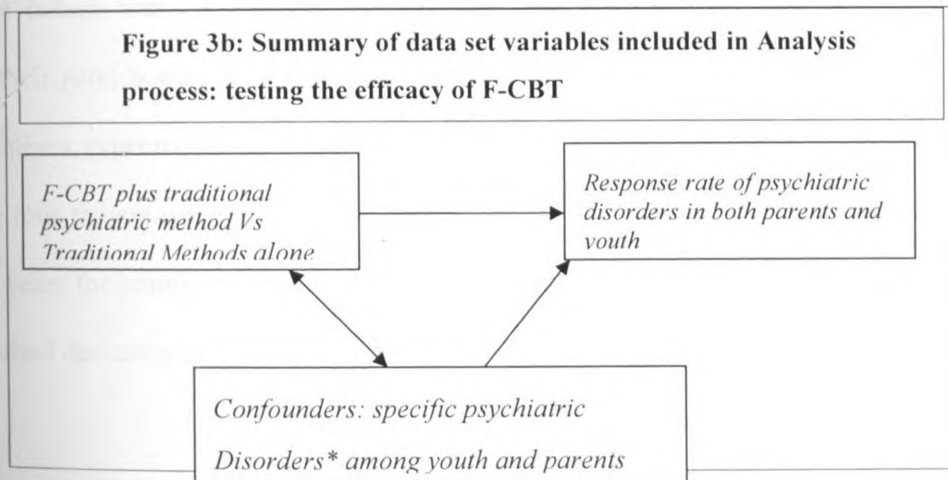 Figure 3b: Summary of data set variables included in Analysis
process: testing the efficacy of F-CBT
F-CBT plus traditional
psychiatric method Vs
Traditional Methods alone
Response rate of psychiatric
disorders in both parents and
youth
Confounders: specific psychiatric
Disorders* among youth and parents